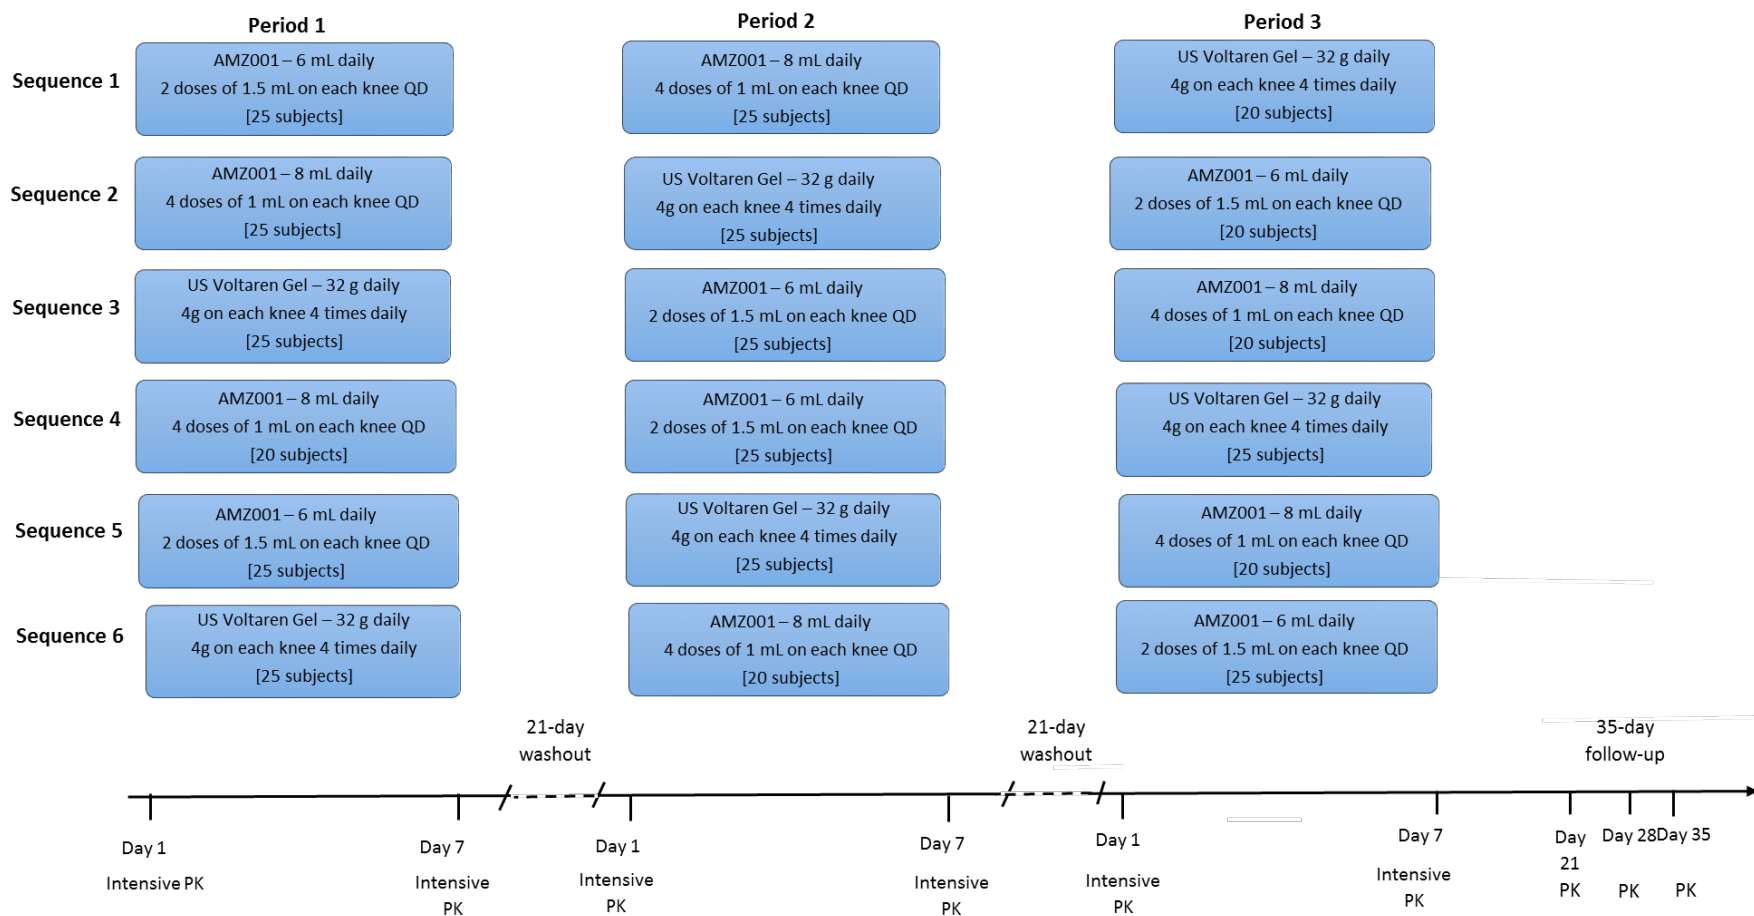 Period 1
Period 2
Period 3
Sequence 1
AMZ001 – 6 mL daily
2 doses of 1.5 mL on each knee QD
[25 subjects]
AMZ001 – 8 mL daily
4 doses of 1 mL on each knee QD
[25 subjects]
US Voltaren Gel – 32 g daily
4g on each knee 4 times daily
[20 subjects]
Sequence 2
AMZ001 – 8 mL daily
4 doses of 1 mL on each knee QD
[25 subjects]
US Voltaren Gel – 32 g daily
4g on each knee 4 times daily
[25 subjects]
AMZ001 – 6 mL daily
2 doses of 1.5 mL on each knee QD
[20 subjects]
Sequence 3
US Voltaren Gel – 32 g daily
4g on each knee 4 times daily
[25 subjects]
AMZ001 – 6 mL daily
2 doses of 1.5 mL on each knee QD
[25 subjects]
AMZ001 – 8 mL daily
4 doses of 1 mL on each knee QD
[20 subjects]
Sequence 4
AMZ001 – 8 mL daily
4 doses of 1 mL on each knee QD
[20 subjects]
AMZ001 – 6 mL daily
2 doses of 1.5 mL on each knee QD
[25 subjects]
US Voltaren Gel – 32 g daily
4g on each knee 4 times daily
[25 subjects]
Sequence 5
AMZ001 – 6 mL daily
2 doses of 1.5 mL on each knee QD
[25 subjects]
US Voltaren Gel – 32 g daily
4g on each knee 4 times daily
[25 subjects]
AMZ001 – 8 mL daily
4 doses of 1 mL on each knee QD
[20 subjects]
Sequence 6
US Voltaren Gel – 32 g daily
4g on each knee 4 times daily
[25 subjects]
AMZ001 – 8 mL daily
4 doses of 1 mL on each knee QD
[20 subjects]
AMZ001 – 6 mL daily
2 doses of 1.5 mL on each knee QD
[25 subjects]
21-day
washout
21-day
washout
35-day
follow-up
Day 1
Intensive PK
Day 7
Intensive
PK
Day 1
Intensive
PK
Day 7
Intensive
PK
Day 1
Intensive
PK
Day 7
Intensive
PK
Day
21
PK
Day 28
PK
Day 35
PK